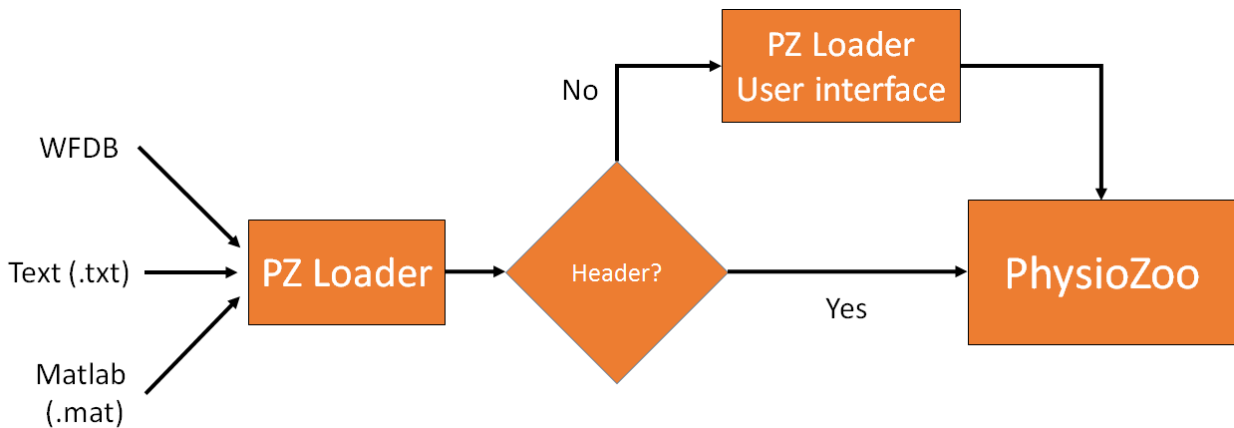 WFDB
Text (.txt)
Matlab
(.mat)
PZ Loader
Header?
No
PZ Loader
User interface
Yes
PhysioZoo